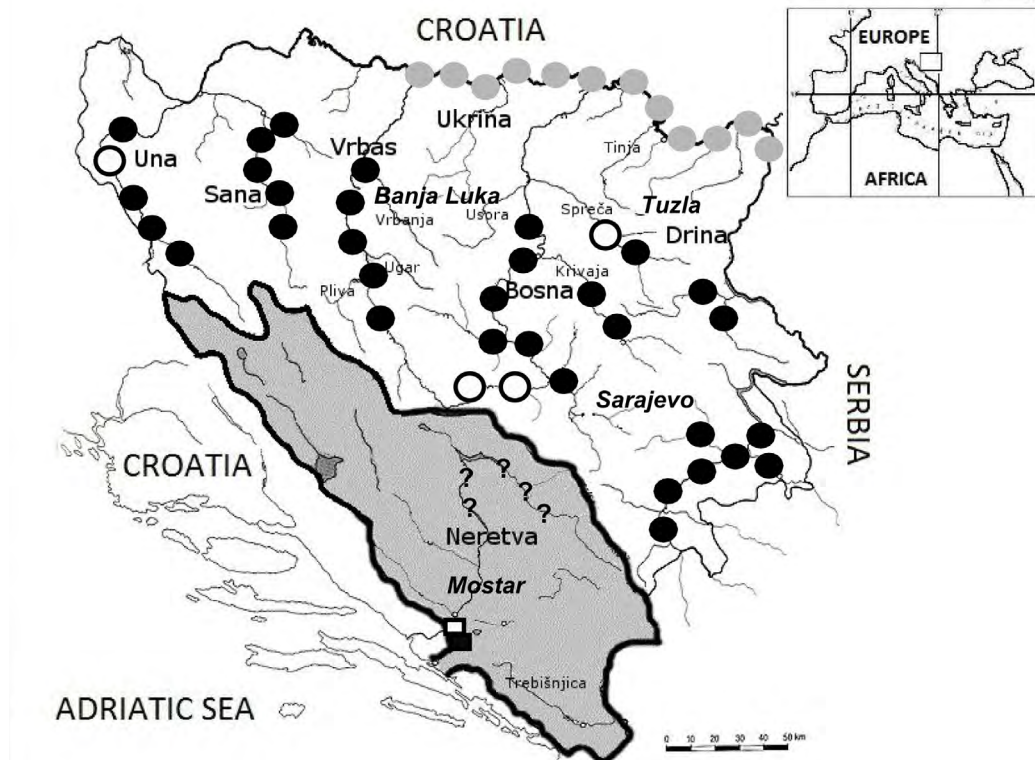 CROATIA
EUROPE
AFRICA
Ukrina
Tinja
Una
Vrbas
Sana
Banja Luka
Vrbanja
Usora
Spreča
Tuzla
Drina
Ugar
Krivaja
Pliva
Bosna
Sarajevo
SERBIA
CROATIA
?
?
?
?
?
Neretva
Mostar
Trebišnjica
ADRIATIC SEA
0 10 20 30 40 50 km